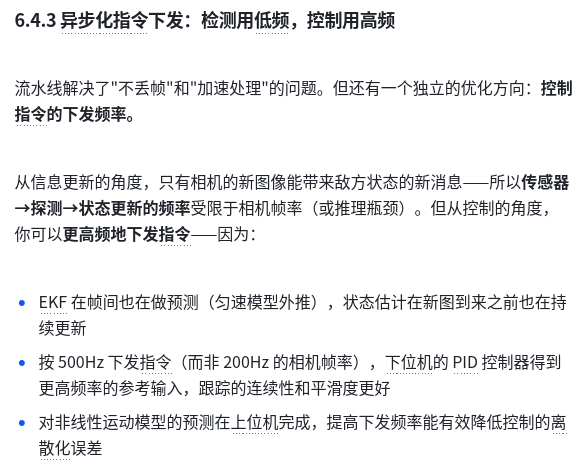 6.4.3 异步化指令下发：检测用低频，控制用高频
流水线解决了"不丢帧"和"加速处理"的问题。但还有一个独立的优化方向：控制
指令的下发频率。
从信息更新的角度，只有相机的新图像能带来敌方状态的新消息——所以传感器
→探测→状态更新的频率受限于相机帧率（或推理瓶颈）。但从控制的角度，
你可以更高频地下发指令——因为：
• EKF 在帧间也在做预测（匀速模型外推），状态估计在新图到来之前也在持
续更新
• 按 500Hz 下发指令（而非 200Hz 的相机帧率），下位机的 PID 控制器得到
更高频率的参考输入，跟踪的连续性和平滑度更好
• 对非线性运动模型的预测在上位机完成，提高下发频率能有效降低控制的离
散化误差